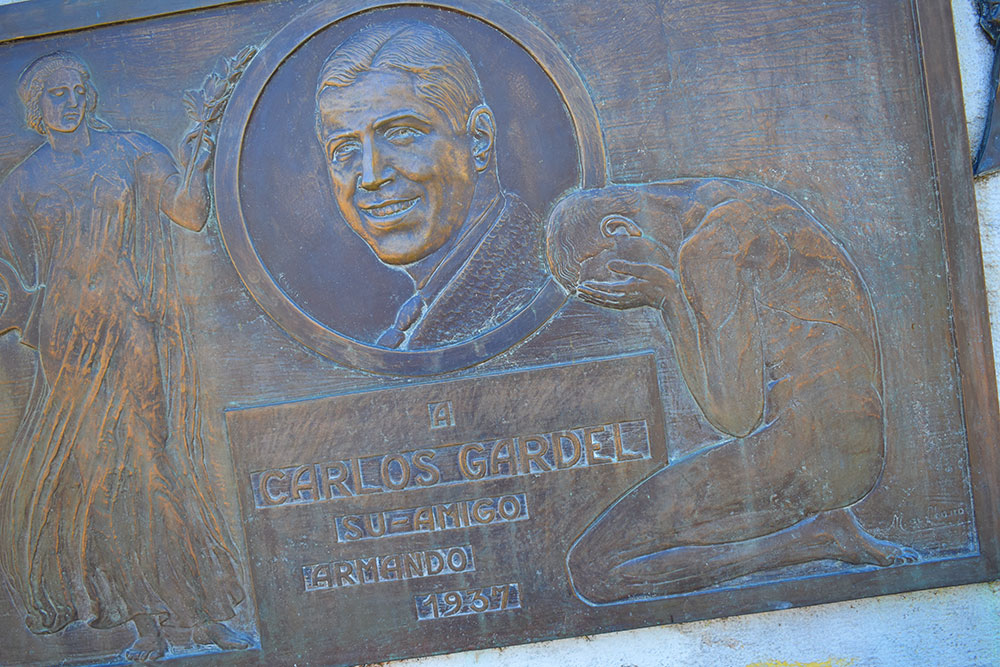 A
CARLOS GARDEL
SU=AMIGO
ARMANDO
1937